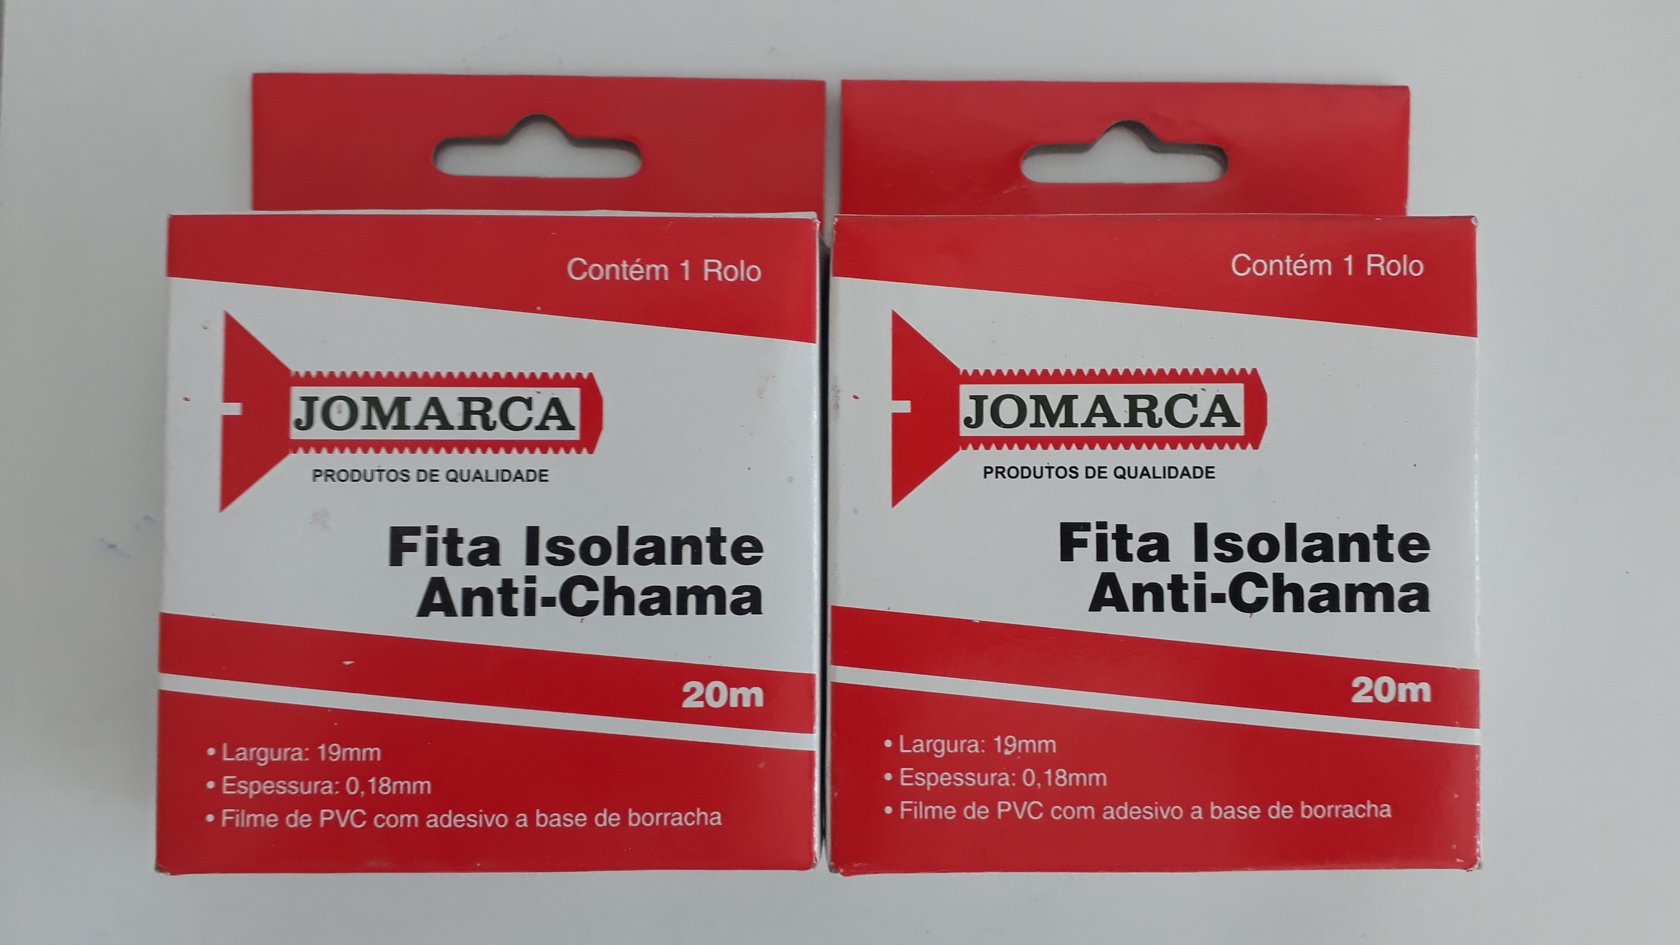 Contém 1 Rolo
JOMARCA
PRODUTOS DE QUALIDADE
Fita Isolante
Anti-Chama
20m
• Largura: 19mm
• Espessura: 0,18mm
• Filme de PVC com adesivo a base de borracha
Contém 1 Rolo
JOMARCA
PRODUTOS DE QUALIDADE
Fita Isolante
Anti-Chama
20m
• Largura: 19mm
• Espessura: 0,18mm
• Filme de PVC com adesivo a base de borracha